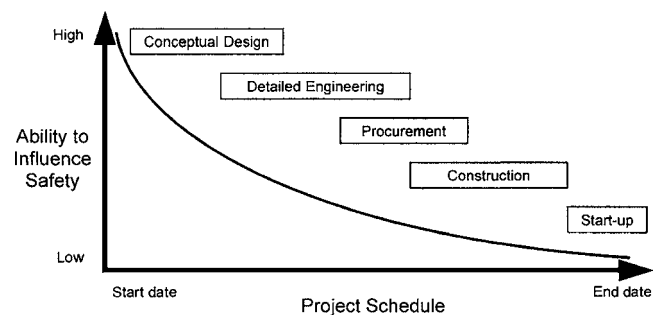 High
Conceptual Design
Detailed Engineering
Ability to
Influence
Safety
Procurement
Construction
Start-up
Low
Start date
End date
Project Schedule